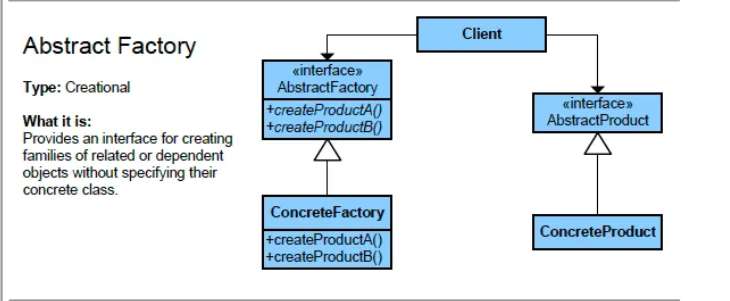 Abstract Factory
Type: Creational
What it is:
Provides an interface for creating
families of related or dependent
objects without specifying their
concrete class.
Client
«interface»
AbstractFactory
+createProductA()
+createProductB()
«interface»
AbstractProduct
ConcreteFactory
+createProductA()
+createProductB()
ConcreteProduct